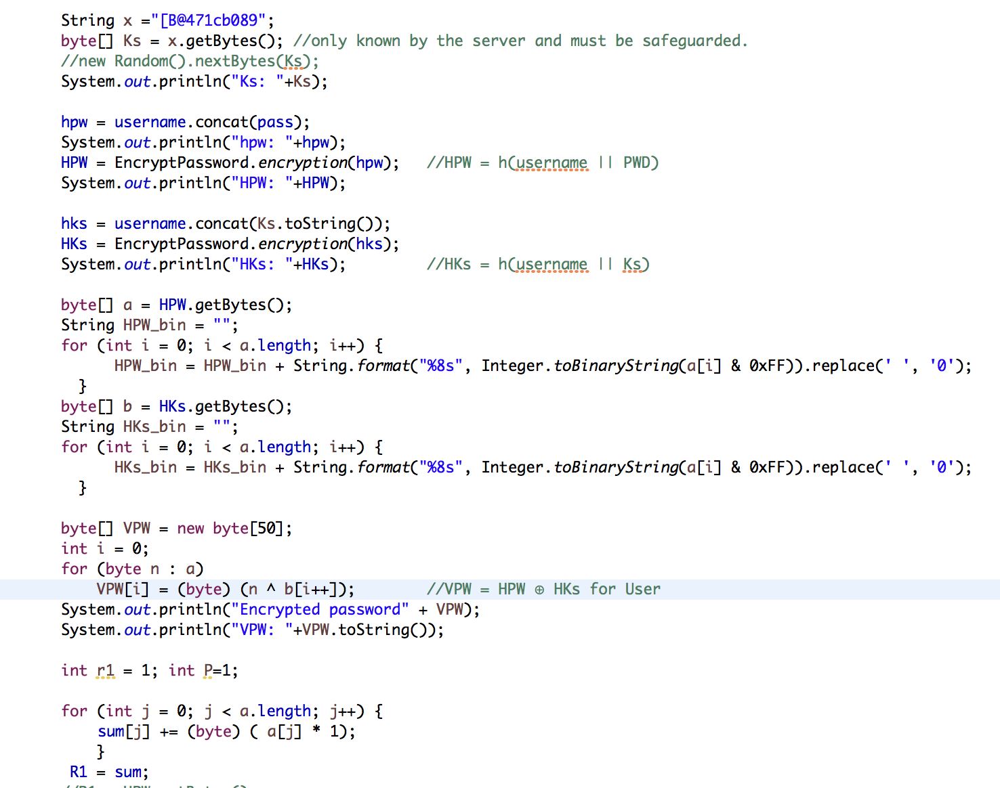 String x ="[B@471cb089";
byte[] Ks = x.getBytes(); //only known by the server and must be safeguarded.
//new Random().nextBytes(Ks);
System.out.println("Ks: "+Ks);
hpw = username.concat(pass);
System.out.println("hpw: "+hpw);
HPW = EncryptPassword.encryption(hpw);   //HPW = h(username || PWD)
System.out.println("HPW: "+HPW);
hks = username.concat(Ks.toString());
HKs = EncryptPassword.encryption(hks);
System.out.println("HKs: "+HKs);         //HKs = h(username || Ks)
byte[] a = HPW.getBytes();
String HPW_bin = "";
for (int i = 0; i < a.length; i++) {
HPW_bin = HPW_bin + String.format("%8s", Integer.toBinaryString(a[i] & 0xFF)).replace(' ', '0');
}
byte[] b = HKs.getBytes();
String HKs_bin = "";
for (int i = 0; i < a.length; i++) {
HKs_bin = HKs_bin + String.format("%8s", Integer.toBinaryString(a[i] & 0xFF)).replace(' ', '0');
}
byte[] VPW = new byte[50];
int i = 0;
for (byte n : a)
VPW[i] = (byte) (n ^ b[i++]);        //VPW = HPW ⊕ HKs for User
System.out.println("Encrypted password" + VPW);
System.out.println("VPW: "+VPW.toString());
int r1 = 1; int P=1;
for (int j = 0; j < a.length; j++) {
sum[j] += (byte) ( a[j] * 1);
}
R1 = sum;